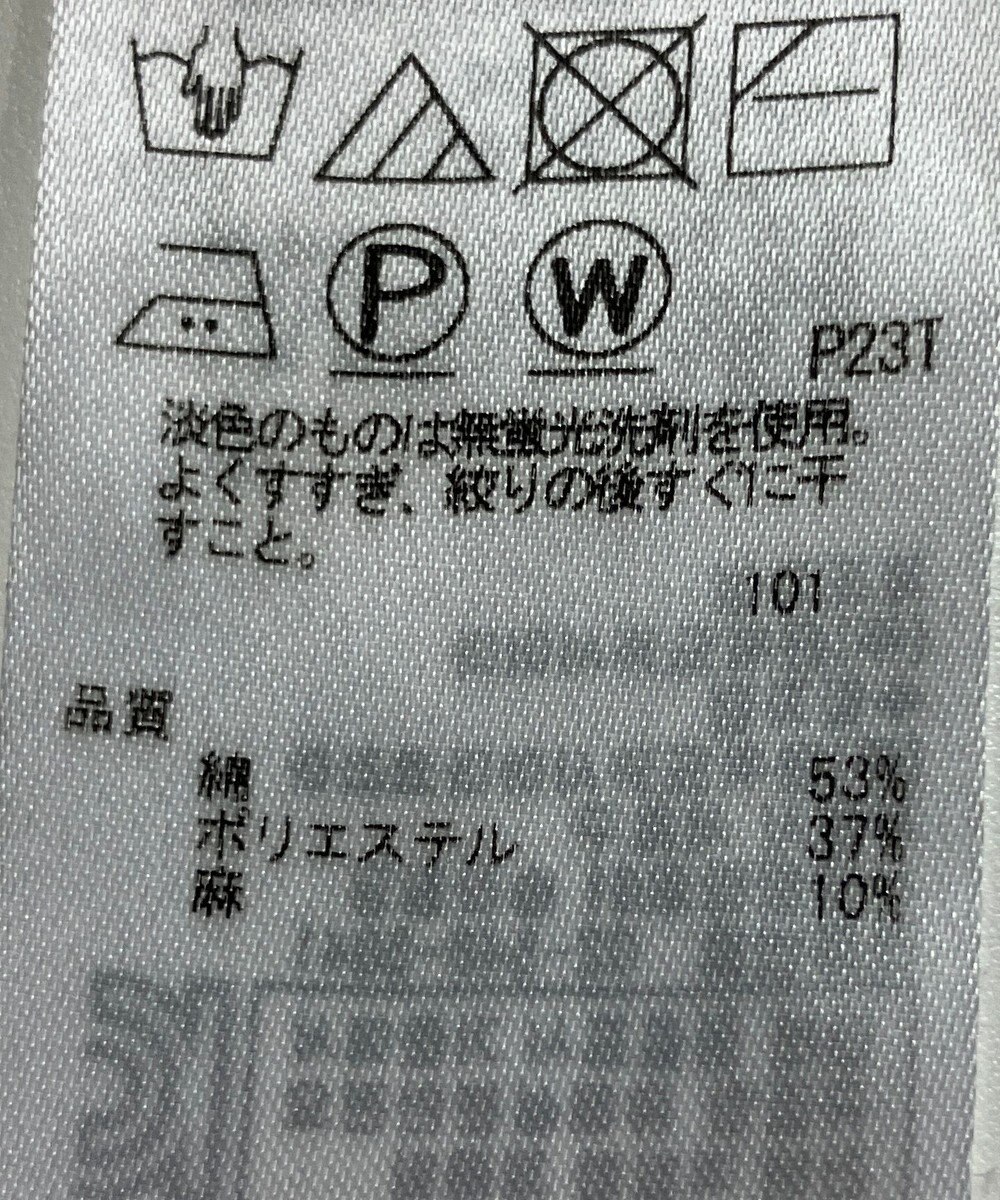 P
W
P23T
淡色のものは無蛍光洗剤を使用。
よくすすぎ、絞りの後すぐに干
すこと。
101
品質
綿 53%
ポリエステル 37%
麻 10%